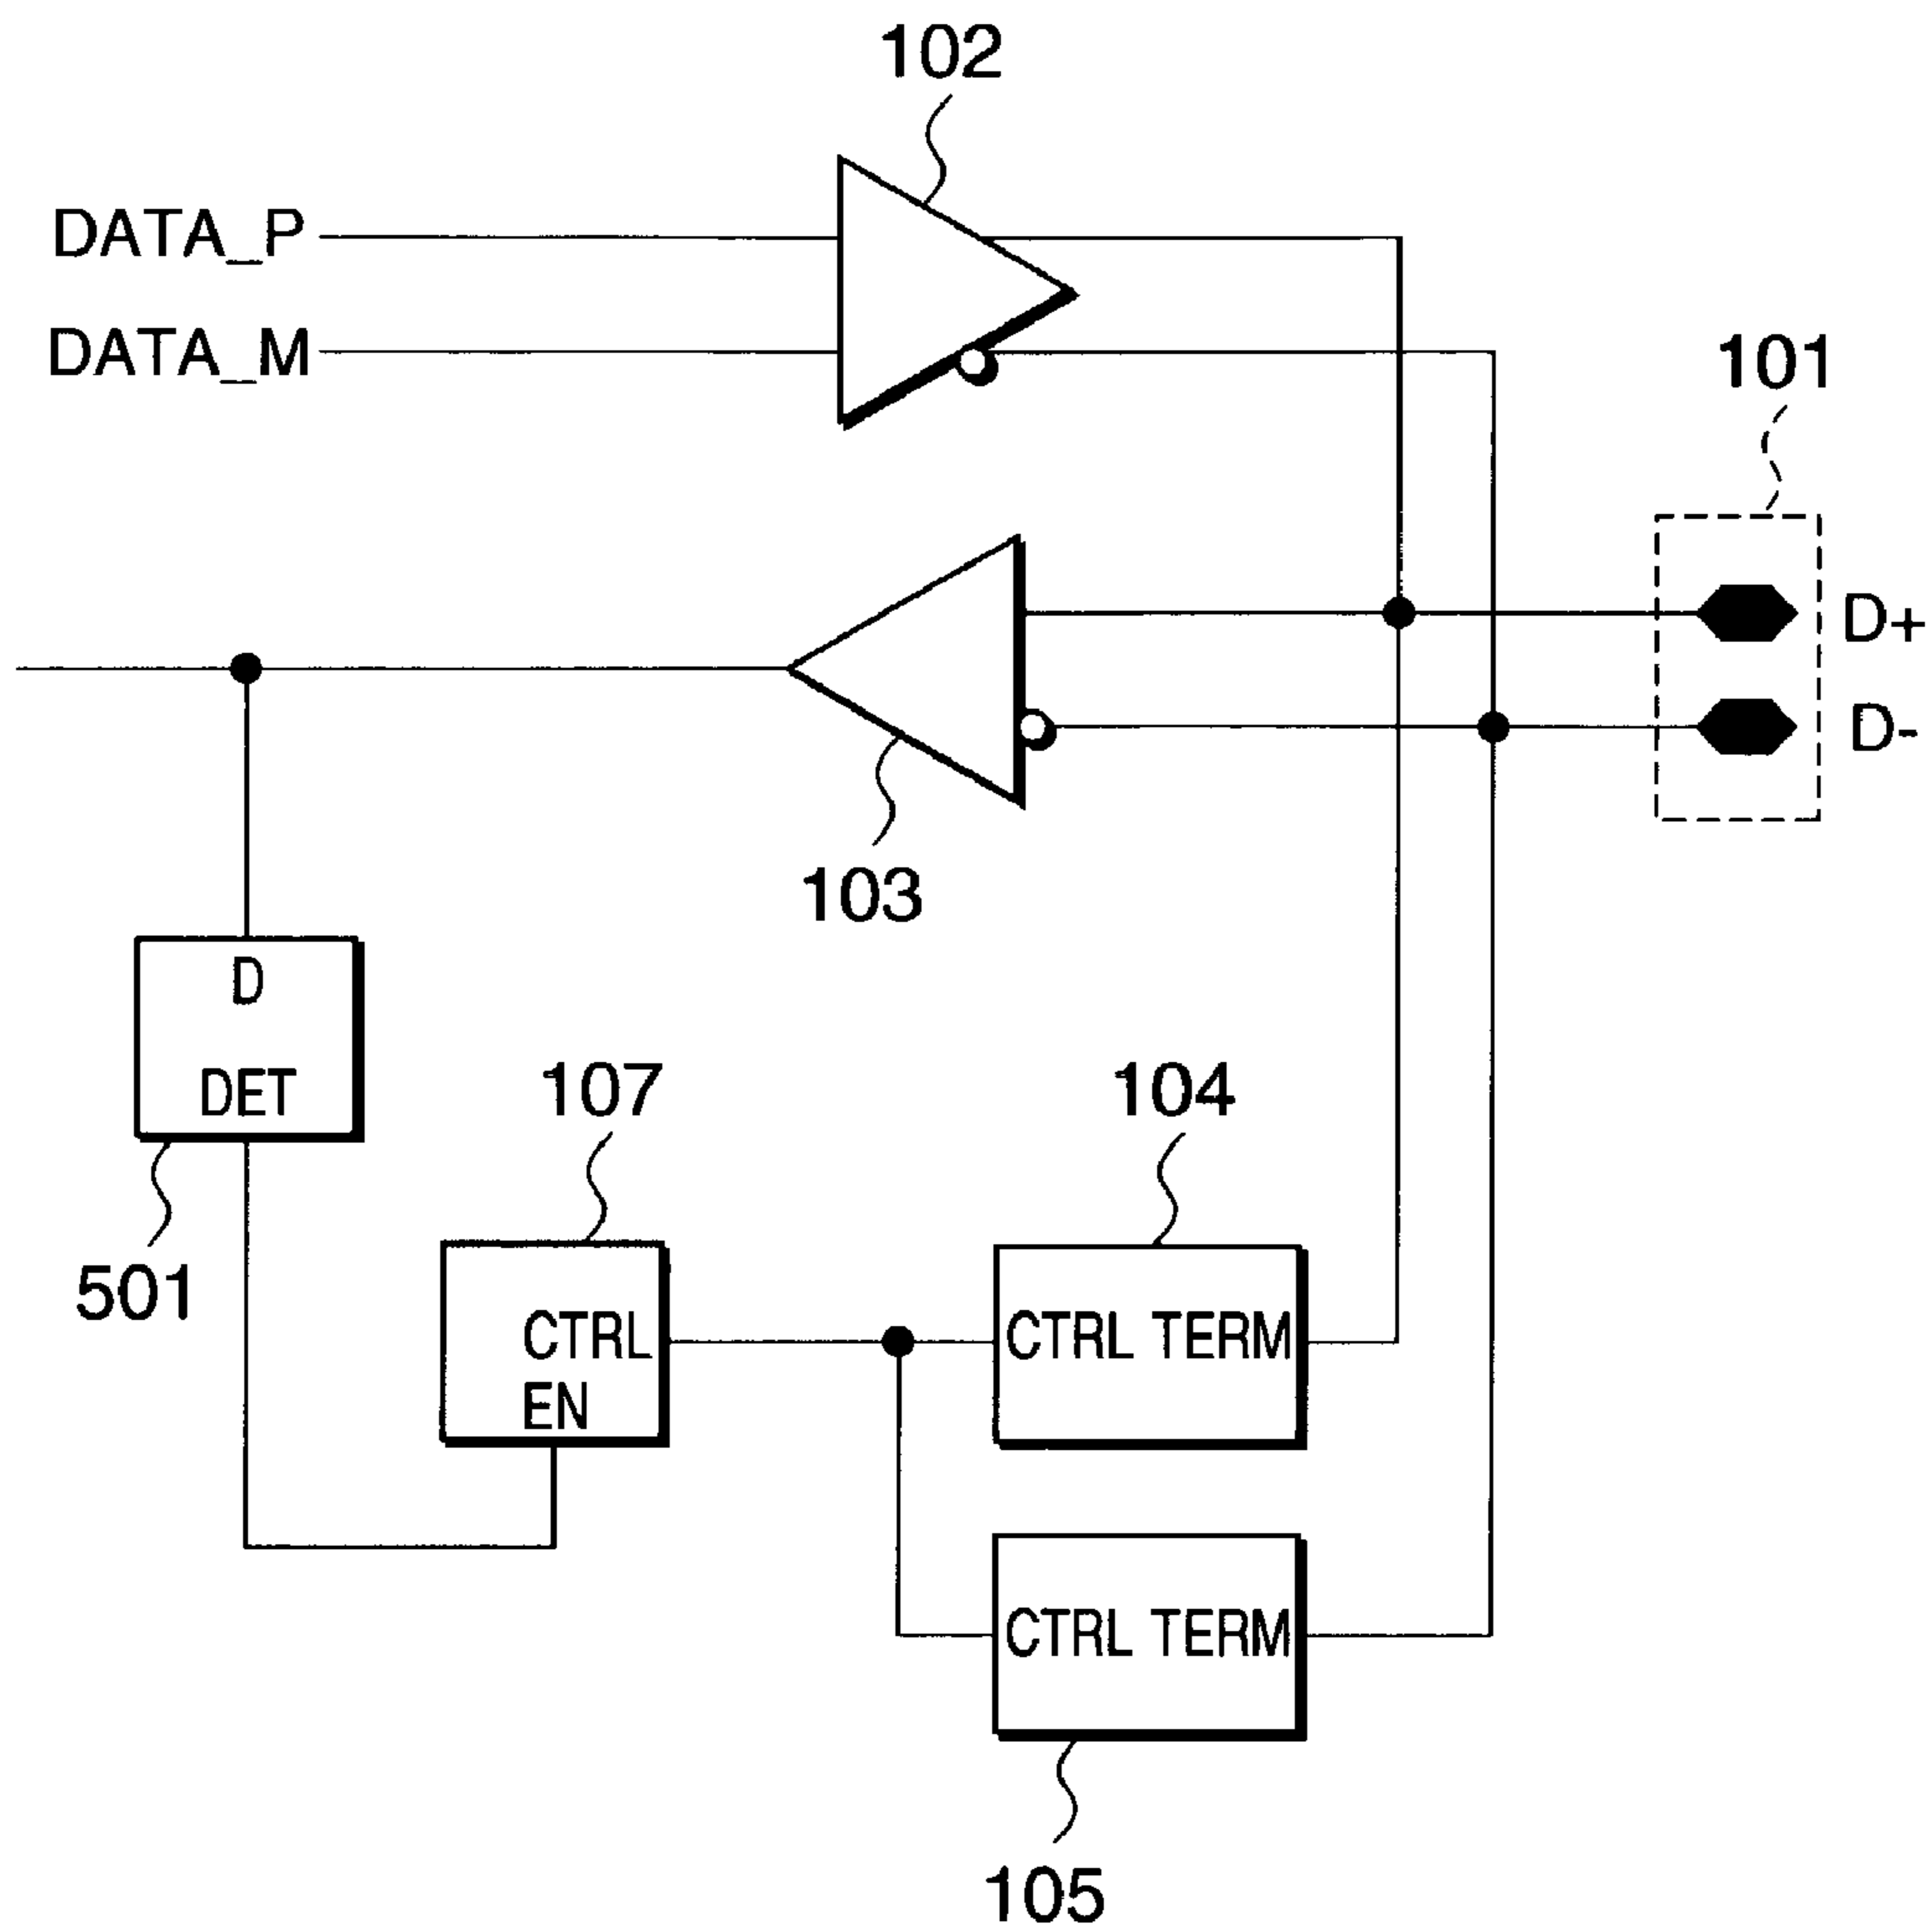 102
DATA_P
DATA_M
101
D+
D-
103
D
DET
107
104
501
CTRL
EN
CTRL TERM
CTRL TERM
105